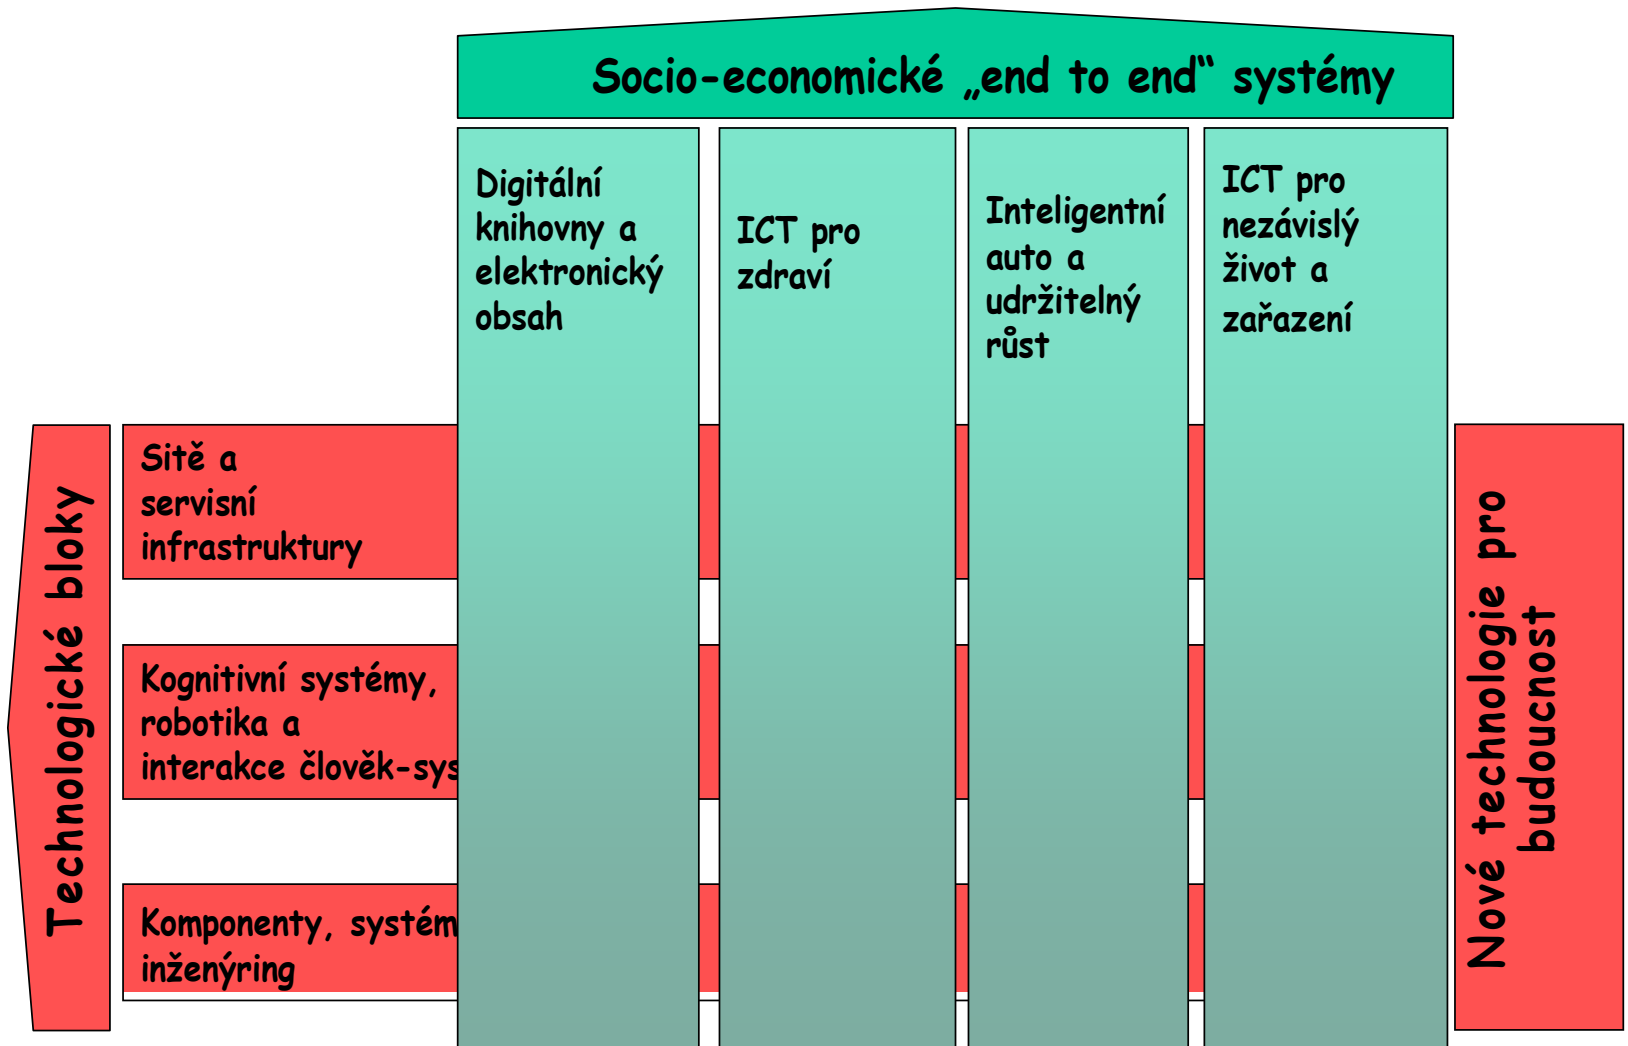 Socio-economické „end to end“ systémy
Digitální
knihovny a
elektronický
obsah
ICT pro
zdraví
Inteligentní
auto a
udržitelný
růst
ICT pro
nezávislý
život a
zařazení
Technologické bloky
Sitě a
servisní
infrastruktury
Kognitivní systémy,
robotika a
interakce člověk-sys
Komponenty, systém
inženýring
Nové technologie pro
budoucnost